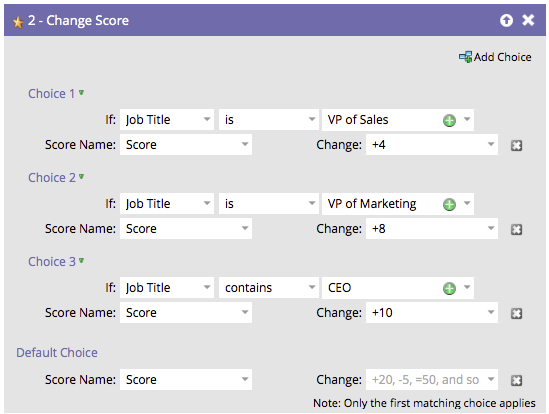 2 - Change Score
Add Choice
Choice 1
If: Job Title is VP of Sales
Score Name: Score Change: +4
Choice 2
If: Job Title is VP of Marketing
Score Name: Score Change: +8
Choice 3
If: Job Title contains CEO
Score Name: Score Change: +10
Default Choice
Score Name: Score Change: +20, -5, =50, and so
Note: Only the first matching choice applies